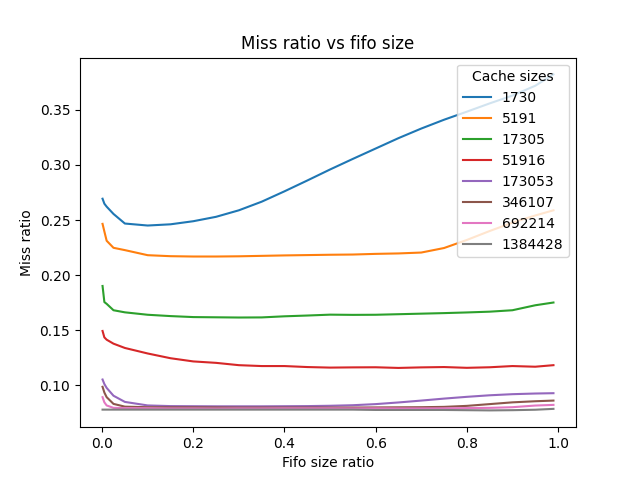 Miss ratio vs fifo size
Cache sizes
1730
5191
17305
51916
173053
346107
692214
1384428
Miss ratio
0.35
0.30
0.25
0.20
0.15
0.10
0.0 0.2 0.4 0.6 0.8 1.0
Fifo size ratio